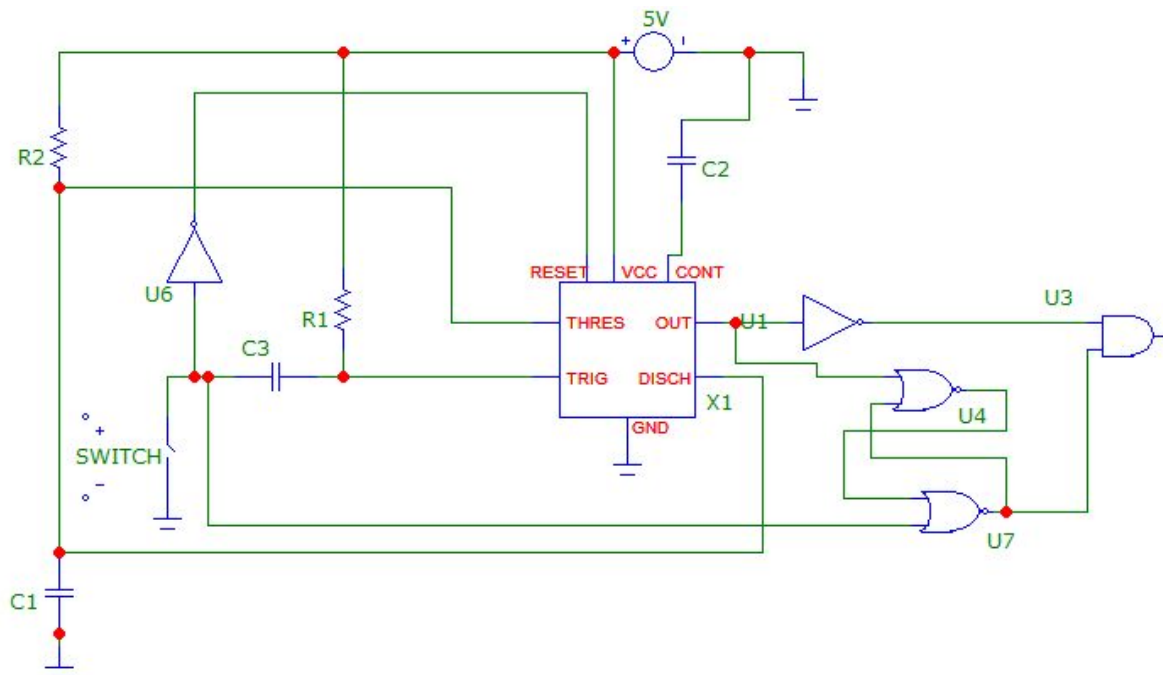 5V
+ -
R2
C2
RESET VCC CONT
U6
U3
R1
THRES OUT U1
C3
TRIG DISCH
X1
U4
GND
+
SWITCH
-
U7
C1